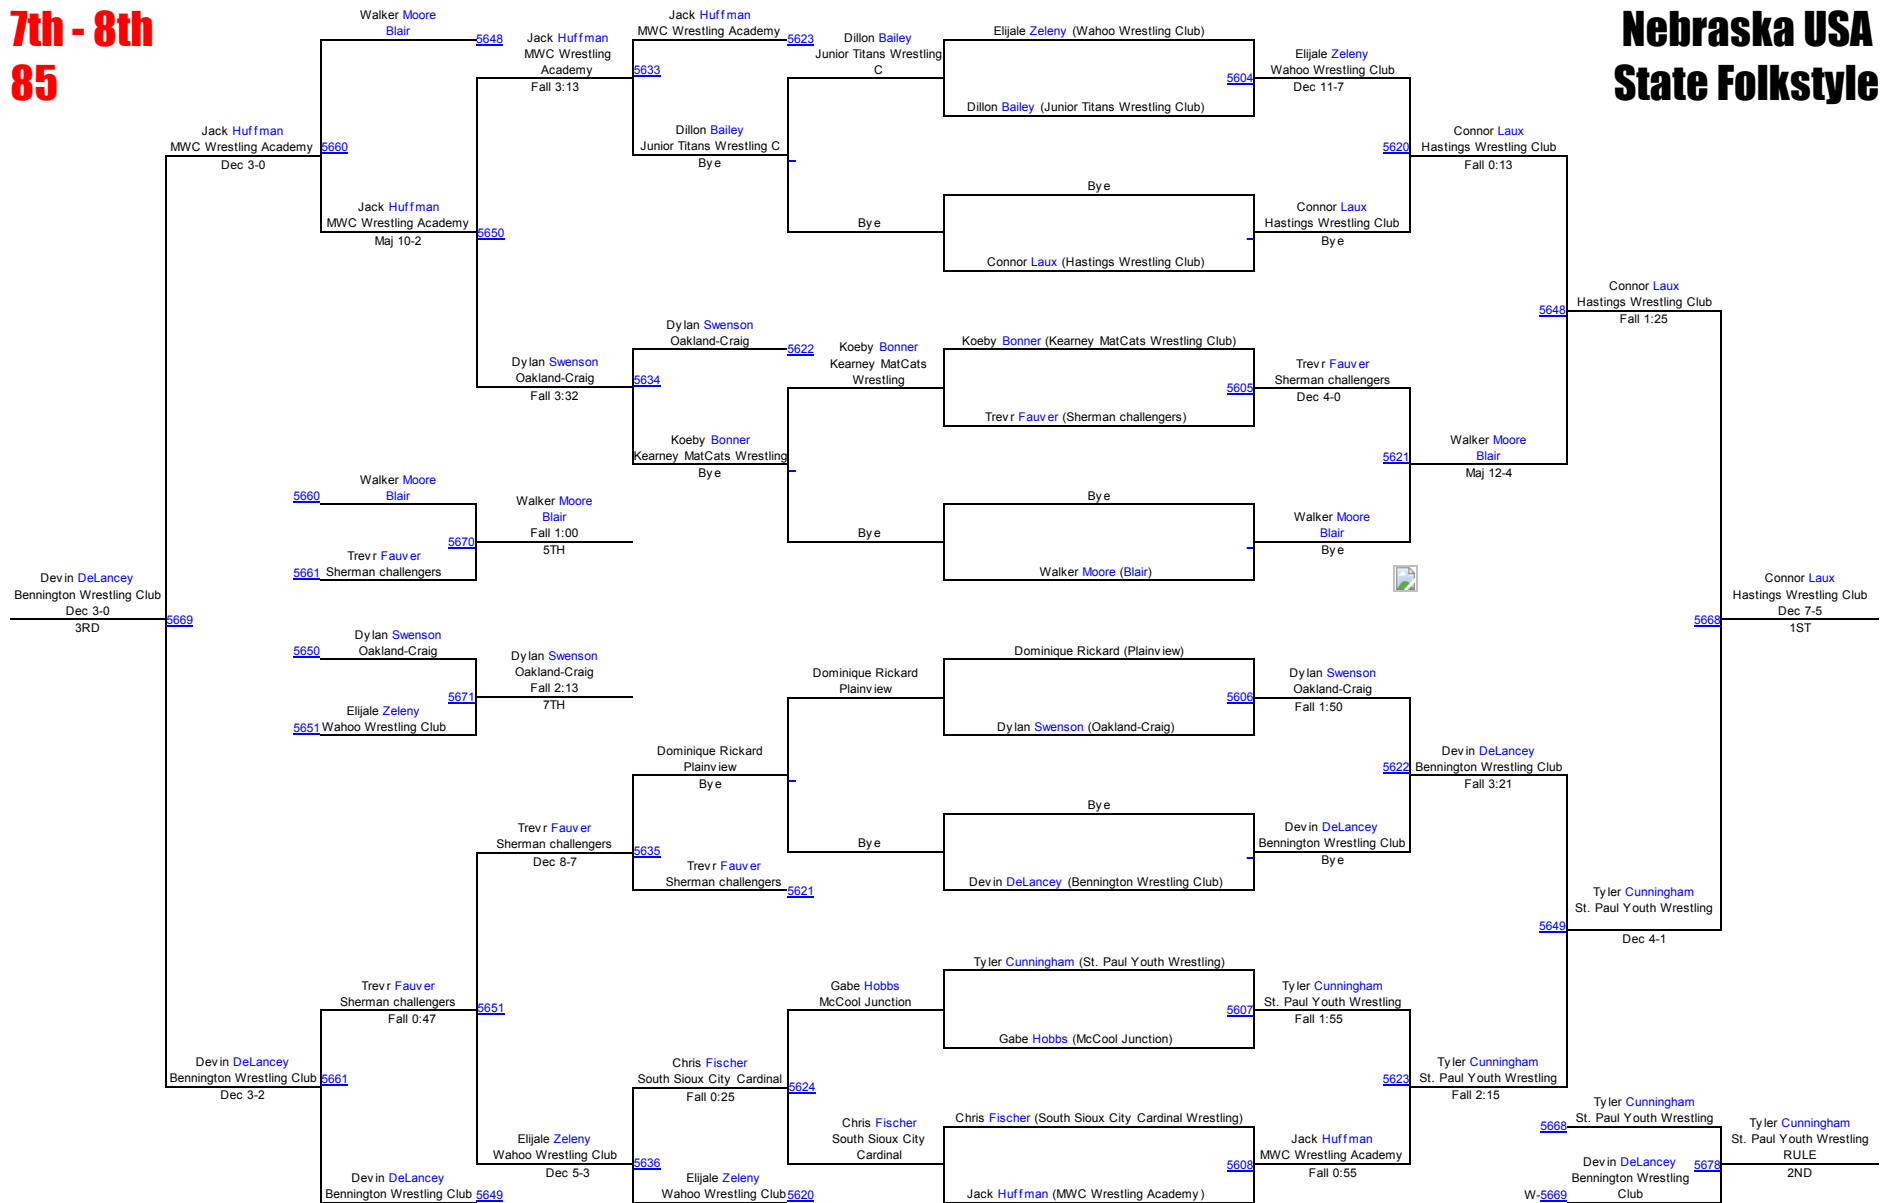 7th - 8th
85
Nebraska USA
State Folkstyle
Walker Moore
Blair
5648
Jack Huffman
MWC Wrestling
Academy
Fall 3:13
Jack Huffman
MWC Wrestling Academy
5623
5633
Dillon Bailey
Junior Titans Wrestling
C
Elijale Zeleny (Wahoo Wrestling Club)
5604
Dillon Bailey (Junior Titans Wrestling Club)
Elijale Zeleny
Wahoo Wrestling Club
Dec 11-7
Jack Huffman
MWC Wrestling Academy
Dec 3-0
5660
Dillon Bailey
Junior Titans Wrestling C
Bye
5620
Connor Laux
Hastings Wrestling Club
Fall 0:13
Jack Huffman
MWC Wrestling Academy
Maj 10-2
5650
Bye
Bye
Connor Laux (Hastings Wrestling Club)
Connor Laux
Hastings Wrestling Club
Bye
Connor Laux
Hastings Wrestling Club
Fall 1:25
5648
Dylan Swenson
Oakland-Craig
Fall 3:32
Dylan Swenson
Oakland-Craig
5622
5634
Koeby Bonner
Kearney MatCats
Wrestling
Koeby Bonner (Kearney MatCats Wrestling Club)
5605
Trevr Fauver (Sherman challengers)
Trevr Fauver
Sherman challengers
Dec 4-0
Koeby Bonner
Kearney MatCats Wrestling
Bye
5621
Walker Moore
Blair
Maj 12-4
5660
Walker Moore
Blair
5670
Walker Moore
Blair
Fall 1:00
5TH
5661
Trevr Fauver
Sherman challengers
Bye
Bye
Walker Moore (Blair)
Walker Moore
Blair
Bye
Devin DeLancey
Bennington Wrestling Club
Dec 3-0
3RD
5669
5668
Connor Laux
Hastings Wrestling Club
Dec 7-5
1ST
5650
Dylan Swenson
Oakland-Craig
5671
Dylan Swenson
Oakland-Craig
Fall 2:13
7TH
5651
Elijale Zeleny
Wahoo Wrestling Club
Dominique Rickard
Plainview
Dominique Rickard (Plainview)
5606
Dylan Swenson (Oakland-Craig)
Dylan Swenson
Oakland-Craig
Fall 1:50
Dominique Rickard
Plainview
Bye
5622
Devin DeLancey
Bennington Wrestling Club
Fall 3:21
Trevr Fauver
Sherman challengers
Dec 8-7
5635
Trevr Fauver
Sherman challengers
5621
Bye
Bye
Devin DeLancey (Bennington Wrestling Club)
Devin DeLancey
Bennington Wrestling Club
Bye
5649
Tyler Cunningham
St. Paul Youth Wrestling
Dec 4-1
Trevr Fauver
Sherman challengers
Fall 0:47
5651
Gabe Hobbs
McCool Junction
Tyler Cunningham (St. Paul Youth Wrestling)
5607
Gabe Hobbs (McCool Junction)
Tyler Cunningham
St. Paul Youth Wrestling
Fall 1:55
Devin DeLancey
Bennington Wrestling Club
Dec 3-2
5661
Chris Fischer
South Sioux City Cardinal
Fall 0:25
5624
5623
Tyler Cunningham
St. Paul Youth Wrestling
Fall 2:15
Elijale Zeleny
Wahoo Wrestling Club
Dec 5-3
5636
Chris Fischer
South Sioux City
Cardinal
Chris Fischer (South Sioux City Cardinal Wrestling)
5608
Jack Huffman (MWC Wrestling Academy)
Jack Huffman
MWC Wrestling Academy
Fall 0:55
Devin DeLancey
Bennington Wrestling Club
5649
Elijale Zeleny
Wahoo Wrestling Club
5620
5668
Tyler Cunningham
St. Paul Youth Wrestling
5678
W-5669
Devin DeLancey
Bennington Wrestling
Club
Tyler Cunningham
St. Paul Youth Wrestling
RULE
2ND